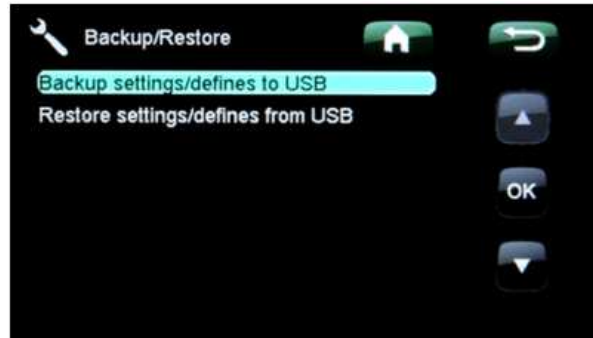 Backup/Restore
Backup settings/defines to USB
Restore settings/defines from USB
OK